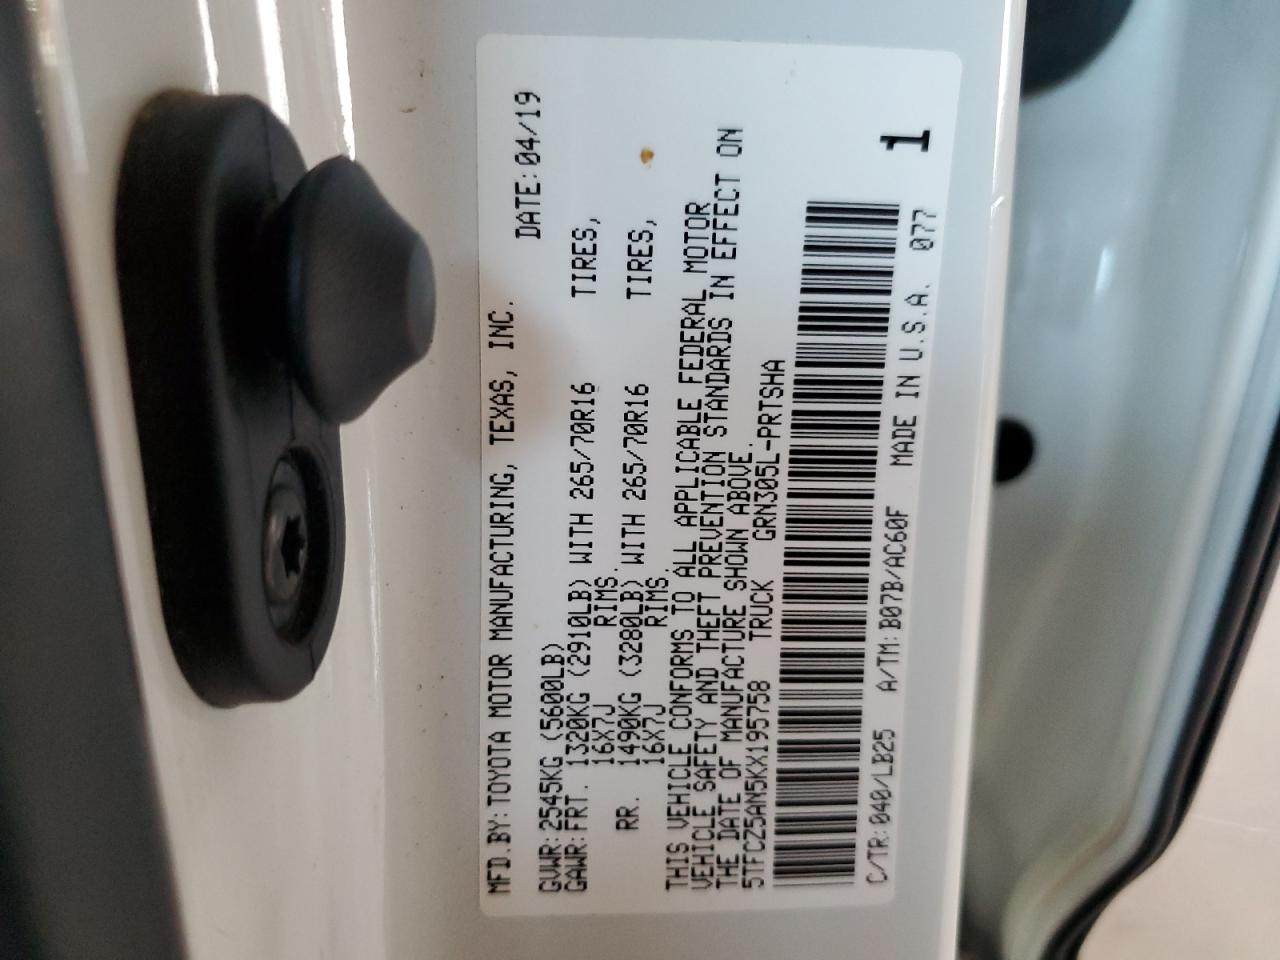 MFD.BY:TOYOTA MOTOR MANUFACTURING, TEXAS, INC.
DATE:04/19
GVWR:2545KG (5600LB)
GAWR:FRT. 1320KG (2910LB) WITH 265/70R16 TIRES,
16X7J RIMS.
RR. 1490KG (3280LB) WITH 265/70R16 TIRES,
16X7J RIMS.
THIS VEHICLE CONFORMS TO ALL APPLICABLE FEDERAL MOTOR
VEHICLE SAFETY AND THEFT PREVENTION STANDARDS IN EFFECT ON
THE DATE OF MANUFACTURE SHOWN ABOVE.
5TFCZ5AN5KX195758 TRUCK GRN305L-PRTSHA
1
C/TR:040/LB25 A/TM:B07B/AC60F MADE IN U.S.A. 077